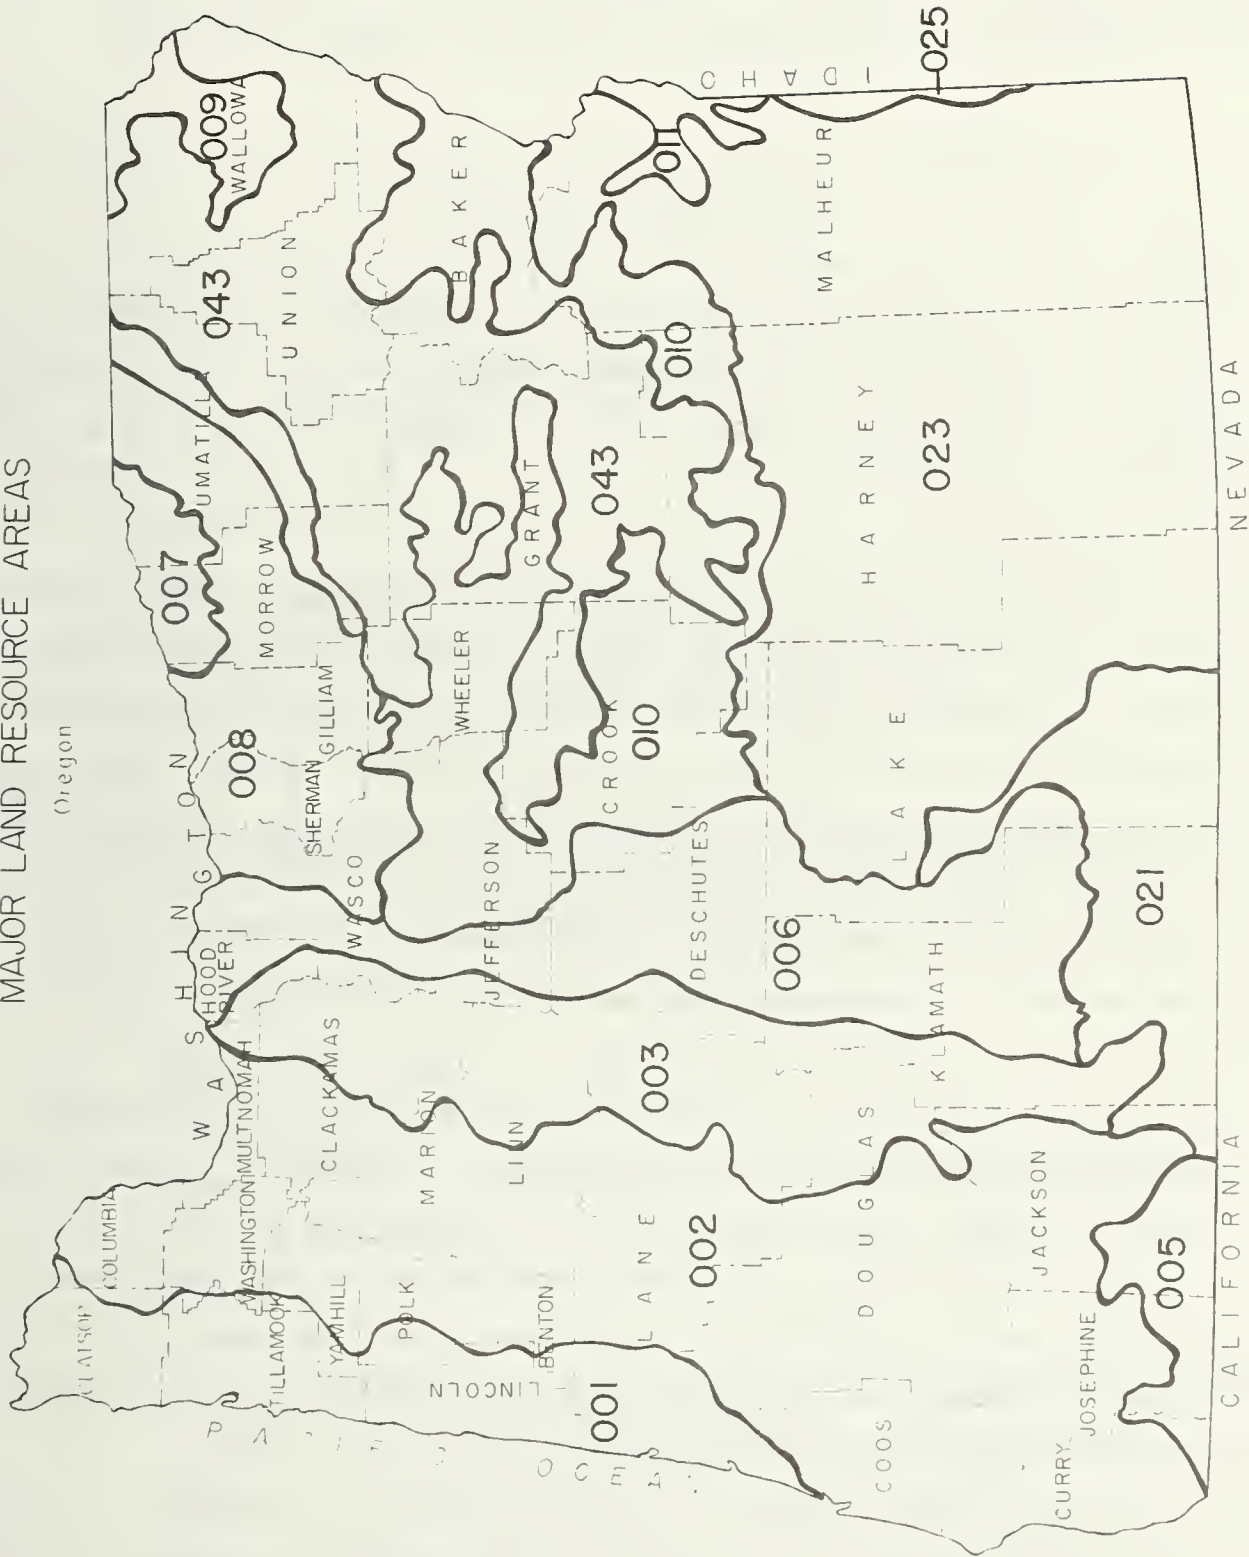 MAJOR LAND RESOURCE AREAS
Oregon
WASHINGTON
PACIFIC
OCEAN
IDAHO
NEVADA
CALIFORNIA
CLATSOP
COLUMBIA
TILLAMOOK
WASHINGTON
MULTNOMAH
HOOD
RIVER
YAMHILL
CLACKAMAS
WASCO
SHERMAN
GILLIAM
MORROW
UMATILLA
UNION
WALLOWA
POLK
MARION
LINCOLN
BENTON
LINN
JEFFERSON
WHEELER
GRANT
BAKER
LANE
DESCHUTES
CROOK
COOS
DOUGLAS
KLAMATH
LAKE
HARNEY
MALHEUR
CURRY
JOSEPHINE
JACKSON
001
002
003
005
006
007
008
009
010
010
011
021
023
025
043
043